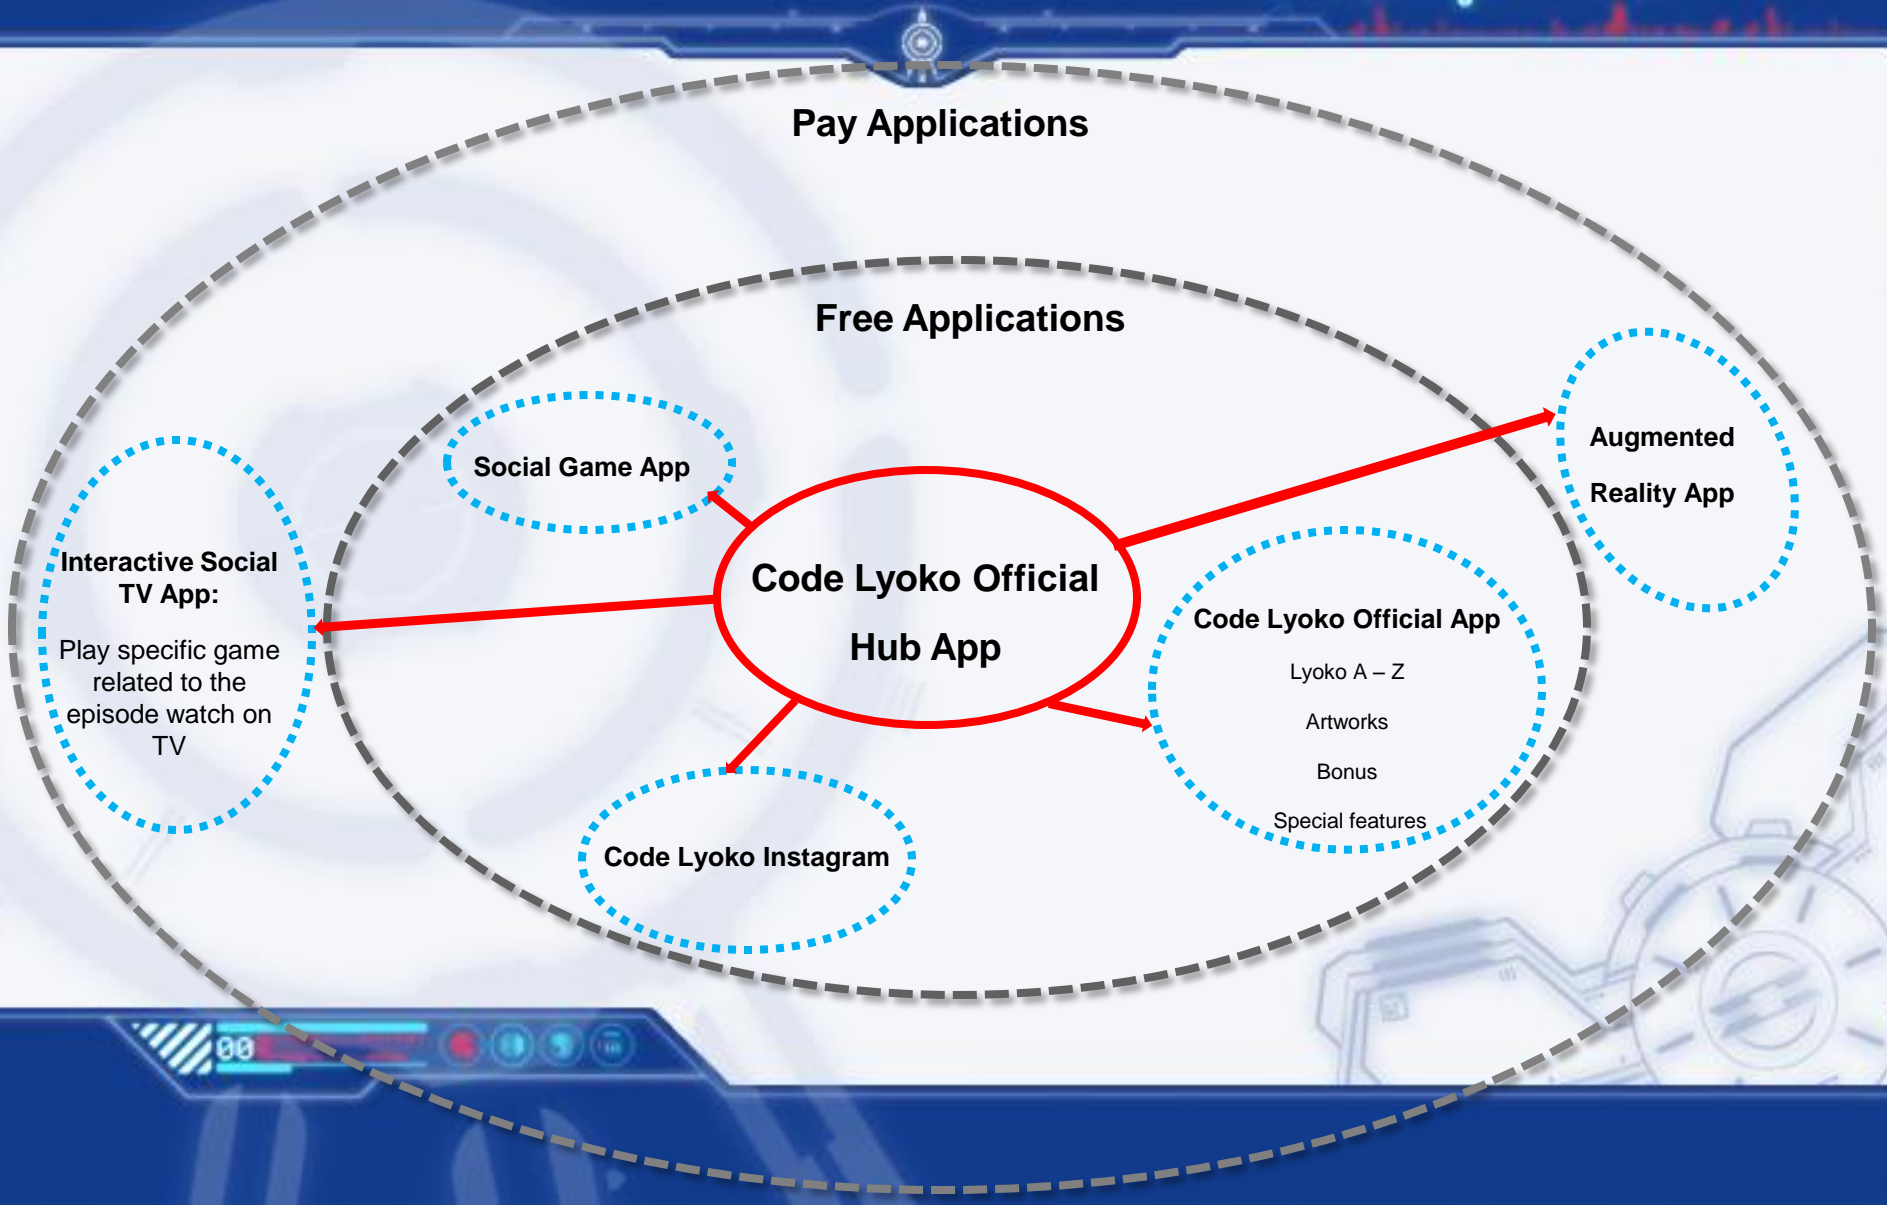 Pay Applications
Free Applications
Social Game App
Augmented
Reality App
Interactive Social
TV App:
Play specific game
related to the
episode watch on
TV
Code Lyoko Official
Hub App
Code Lyoko Official App
Lyoko A – Z
Artworks
Bonus
Special features
Code Lyoko Instagram
00